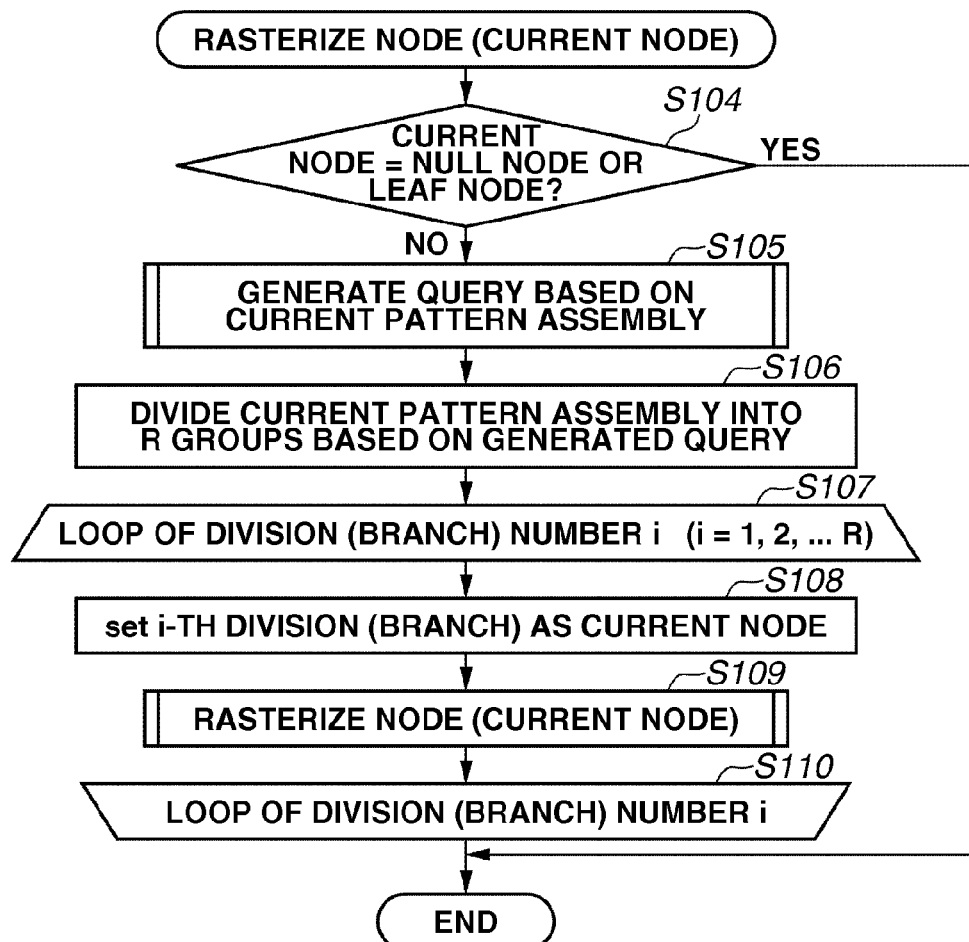 RASTERIZE NODE (CURRENT NODE)
S104
CURRENT
NODE = NULL NODE OR
LEAF NODE?
YES
NO
S105
GENERATE QUERY BASED ON
CURRENT PATTERN ASSEMBLY
S106
DIVIDE CURRENT PATTERN ASSEMBLY INTO
R GROUPS BASED ON GENERATED QUERY
S107
LOOP OF DIVISION (BRANCH) NUMBER i (i = 1, 2, ... R)
S108
set i-TH DIVISION (BRANCH) AS CURRENT NODE
S109
RASTERIZE NODE (CURRENT NODE)
S110
LOOP OF DIVISION (BRANCH) NUMBER i
END